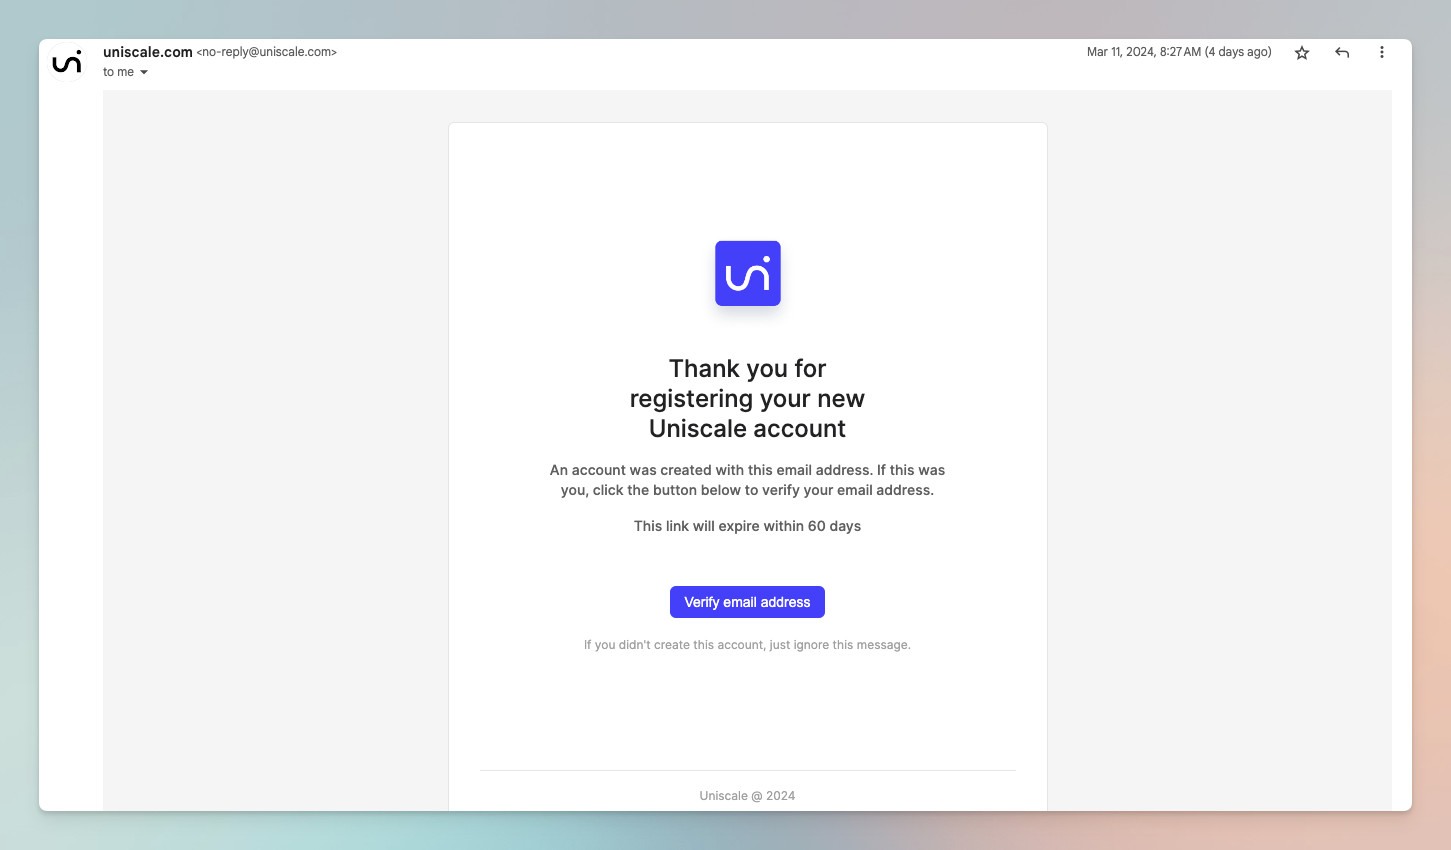 uniscale.com <no-reply@uniscale.com>
Mar 11, 2024, 8:27 AM (4 days ago)
to me
uni
Thank you for
registering your new
Uniscale account
An account was created with this email address. If this was
you, click the button below to verify your email address.
This link will expire within 60 days
Verify email address
If you didn't create this account, just ignore this message.
Uniscale @ 2024